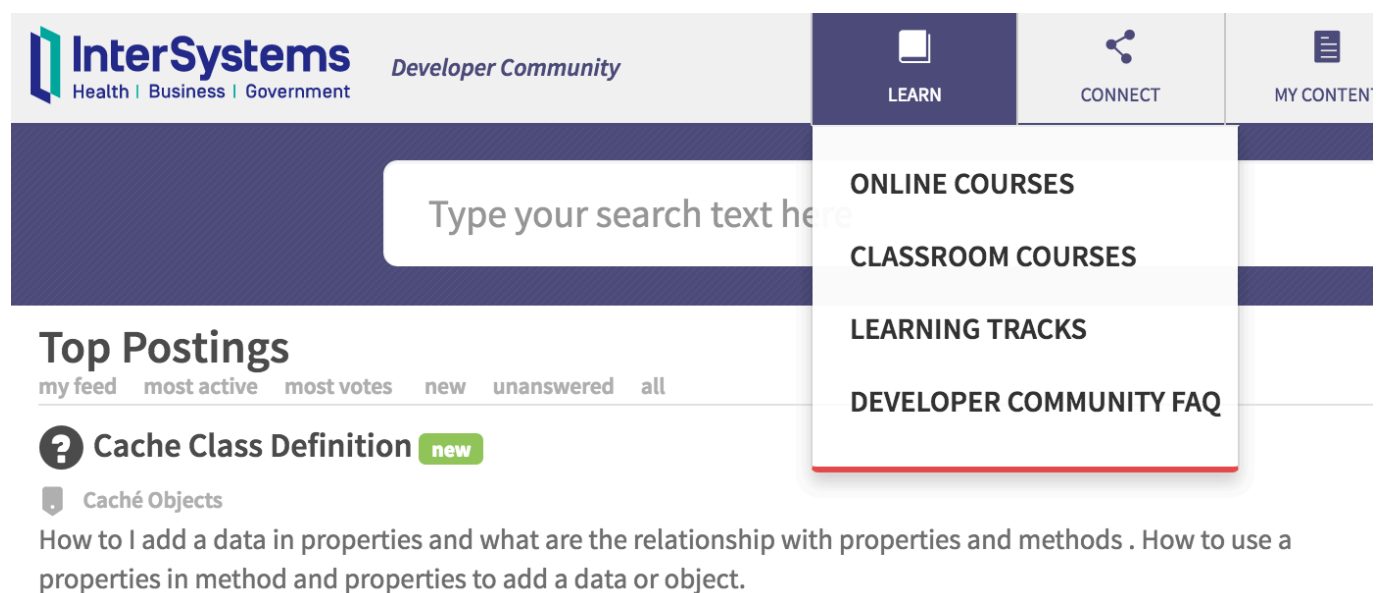 InterSystems
Health | Business | Government
Developer Community
LEARN
CONNECT
MY CONTENT
Type your search text here
ONLINE COURSES
CLASSROOM COURSES
LEARNING TRACKS
DEVELOPER COMMUNITY FAQ
Top Postings
my feed most active most votes new unanswered all
Cache Class Definition new
Caché Objects
How to I add a data in properties and what are the relationship with properties and methods . How to use a
properties in method and properties to add a data or object.